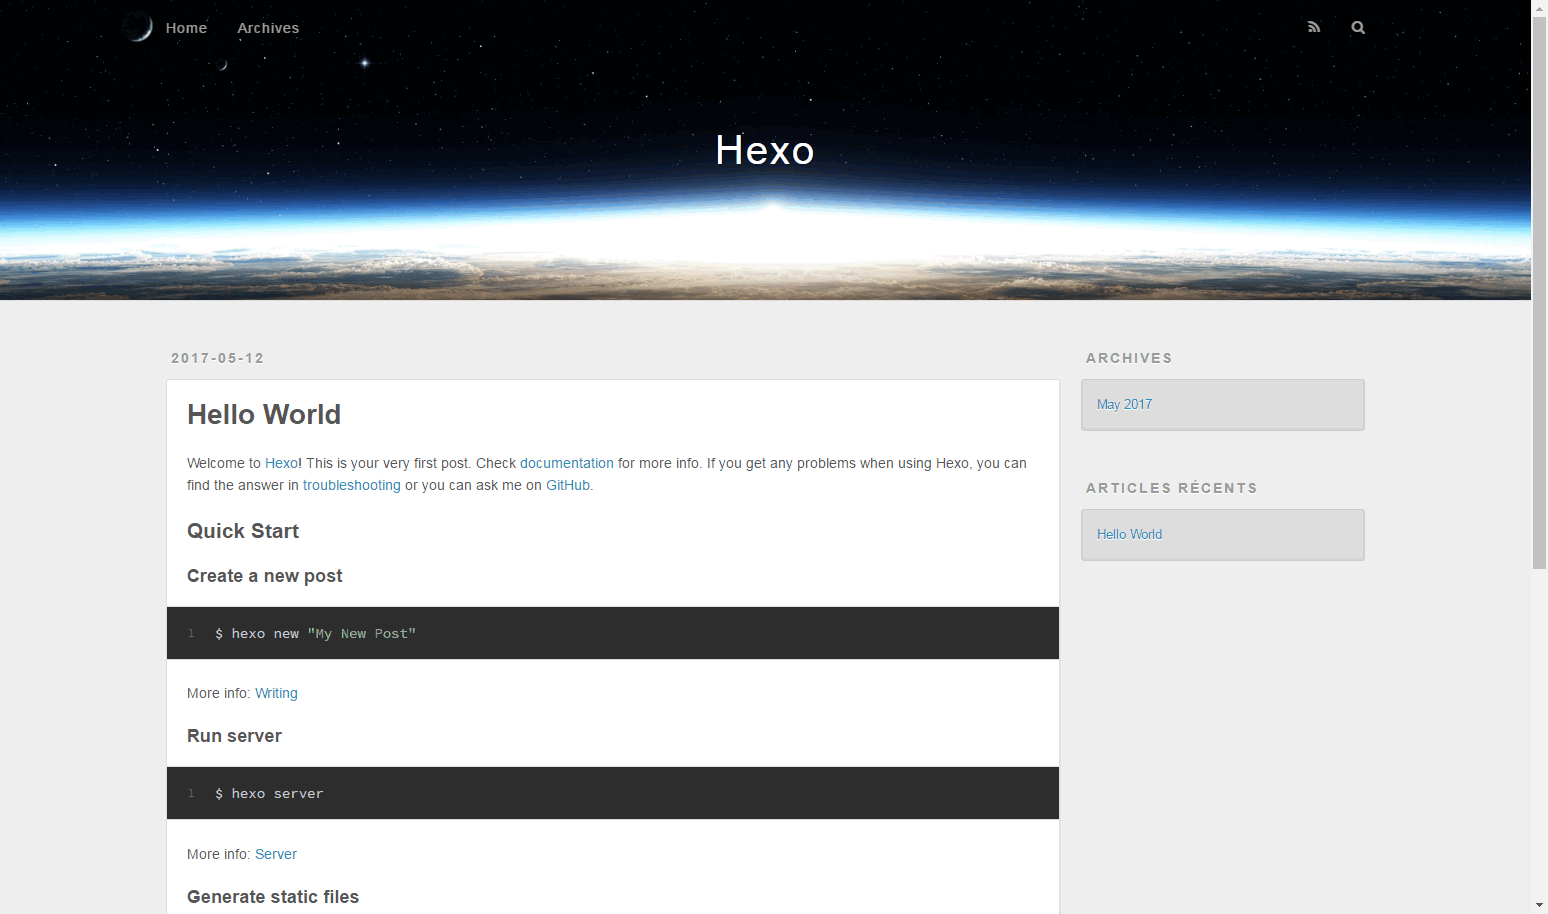 Home Archives
Hexo
2017-05-12
Hello World
Welcome to Hexo! This is your very first post. Check documentation for more info. If you get any problems when using Hexo, you can
find the answer in troubleshooting or you can ask me on GitHub.
Quick Start
Create a new post
1 $ hexo new "My New Post"
More info: Writing
Run server
1 $ hexo server
More info: Server
Generate static files
ARCHIVES
May 2017
ARTICLES RÉCENTS
Hello World